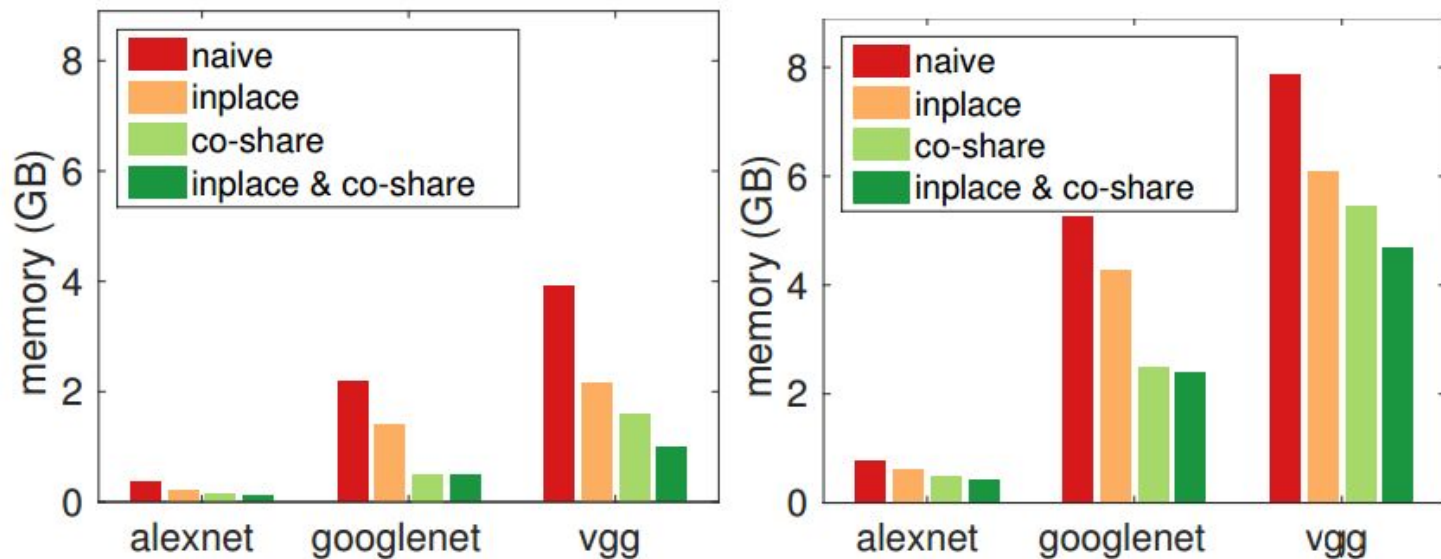 8
6
4
2
0
memory (GB)
naive
inplace
co-share
inplace & co-share
alexnet googlenet vgg
8
6
4
2
0
memory (GB)
naive
inplace
co-share
inplace & co-share
alexnet googlenet vgg